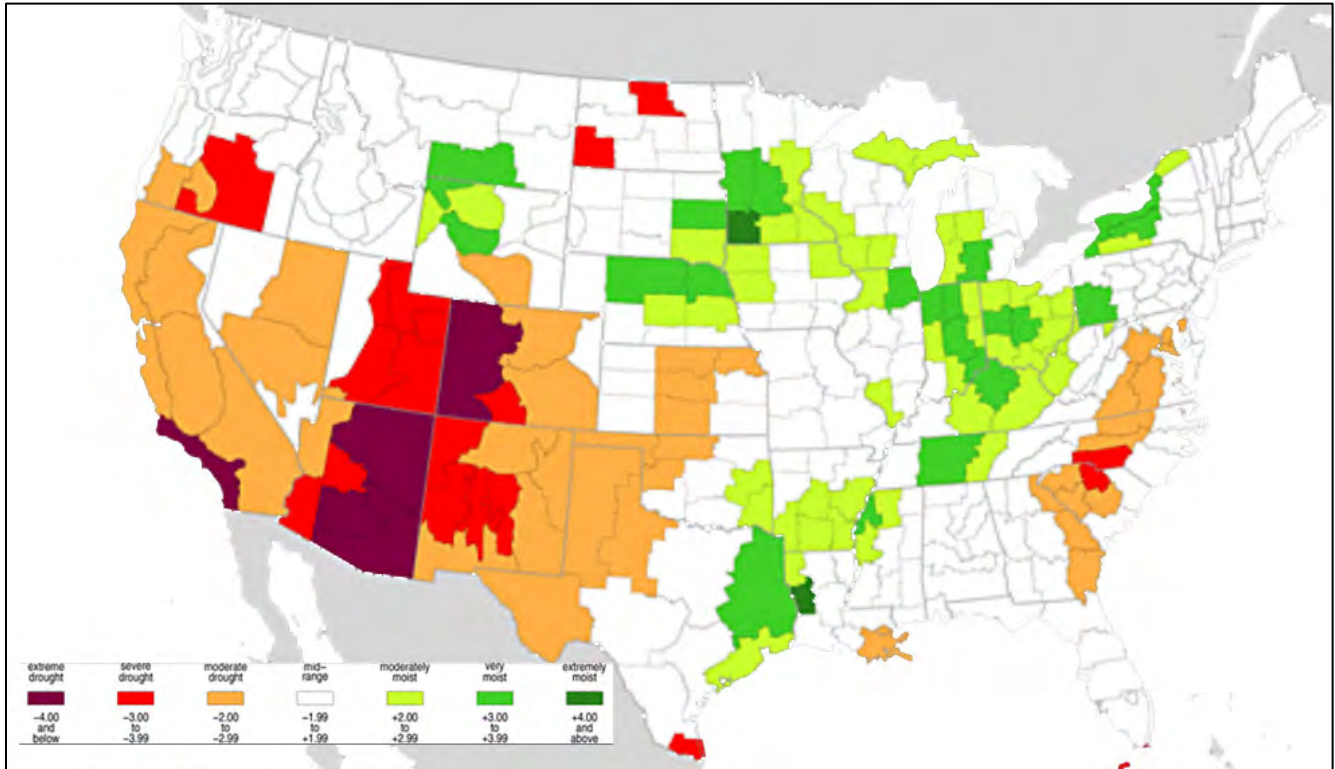 extreme drought
severe drought
moderate drought
mid– range
moderately moist
very moist
extremely moist
–4.00 and below
–3.00 to –3.99
–2.00 to –2.99
–1.99 to +1.99
+2.00 to +2.99
+3.00 to +3.99
+4.00 and above